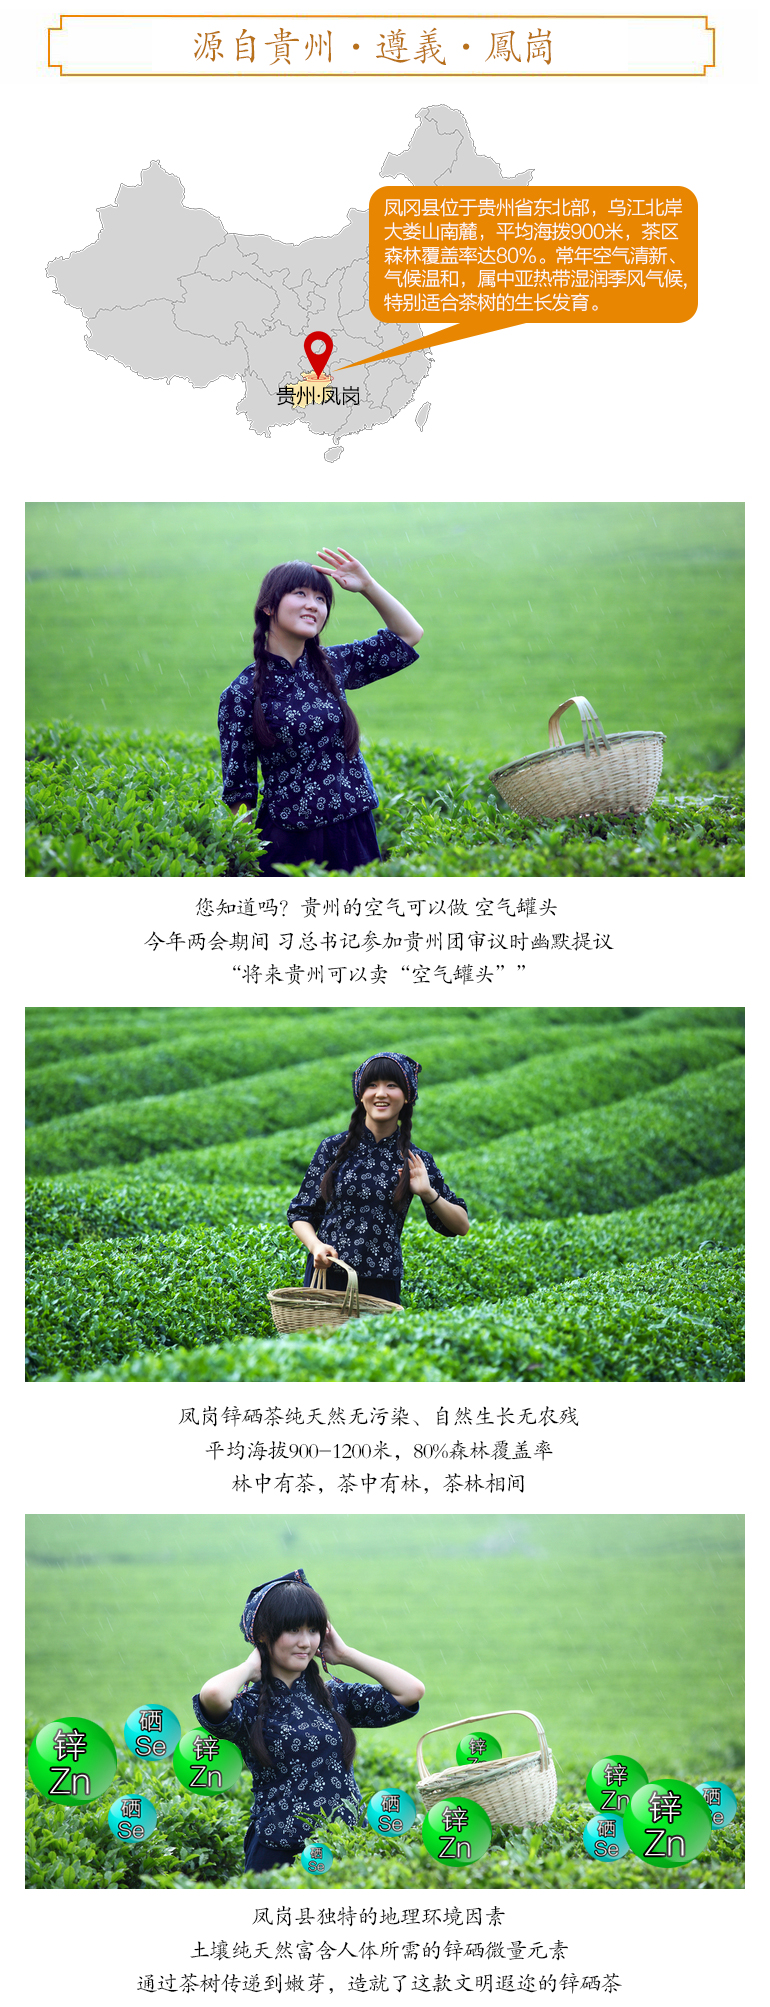 源自貴州·遵義·鳳崗
凤冈县位于贵州省东北部，乌江北岸
大娄山南麓，平均海拨900米，茶区
森林覆盖率达80%。常年空气清新、
气候温和，属中亚热带湿润季风气候,
特别适合茶树的生长发育。
贵州·凤岗
您知道吗？贵州的空气可以做 空气罐头
今年两会期间 习总书记参加贵州团审议时幽默提议
“将来贵州可以卖“空气罐头””
凤岗锌硒茶纯天然无污染、自然生长无农残
平均海拔900-1200米，80%森林覆盖率
林中有茶，茶中有林，茶林相间
硒
Se
锌
Zn
锌
Zn
锌
Zn
硒
Se
硒
Se
锌
Zn
硒
Se
锌
Zn
硒
Se
锌
Zn
硒
e
凤岗县独特的地理环境因素
土壤纯天然富含人体所需的锌硒微量元素
通过茶树传递到嫩芽，造就了这款文明遐迩的锌硒茶